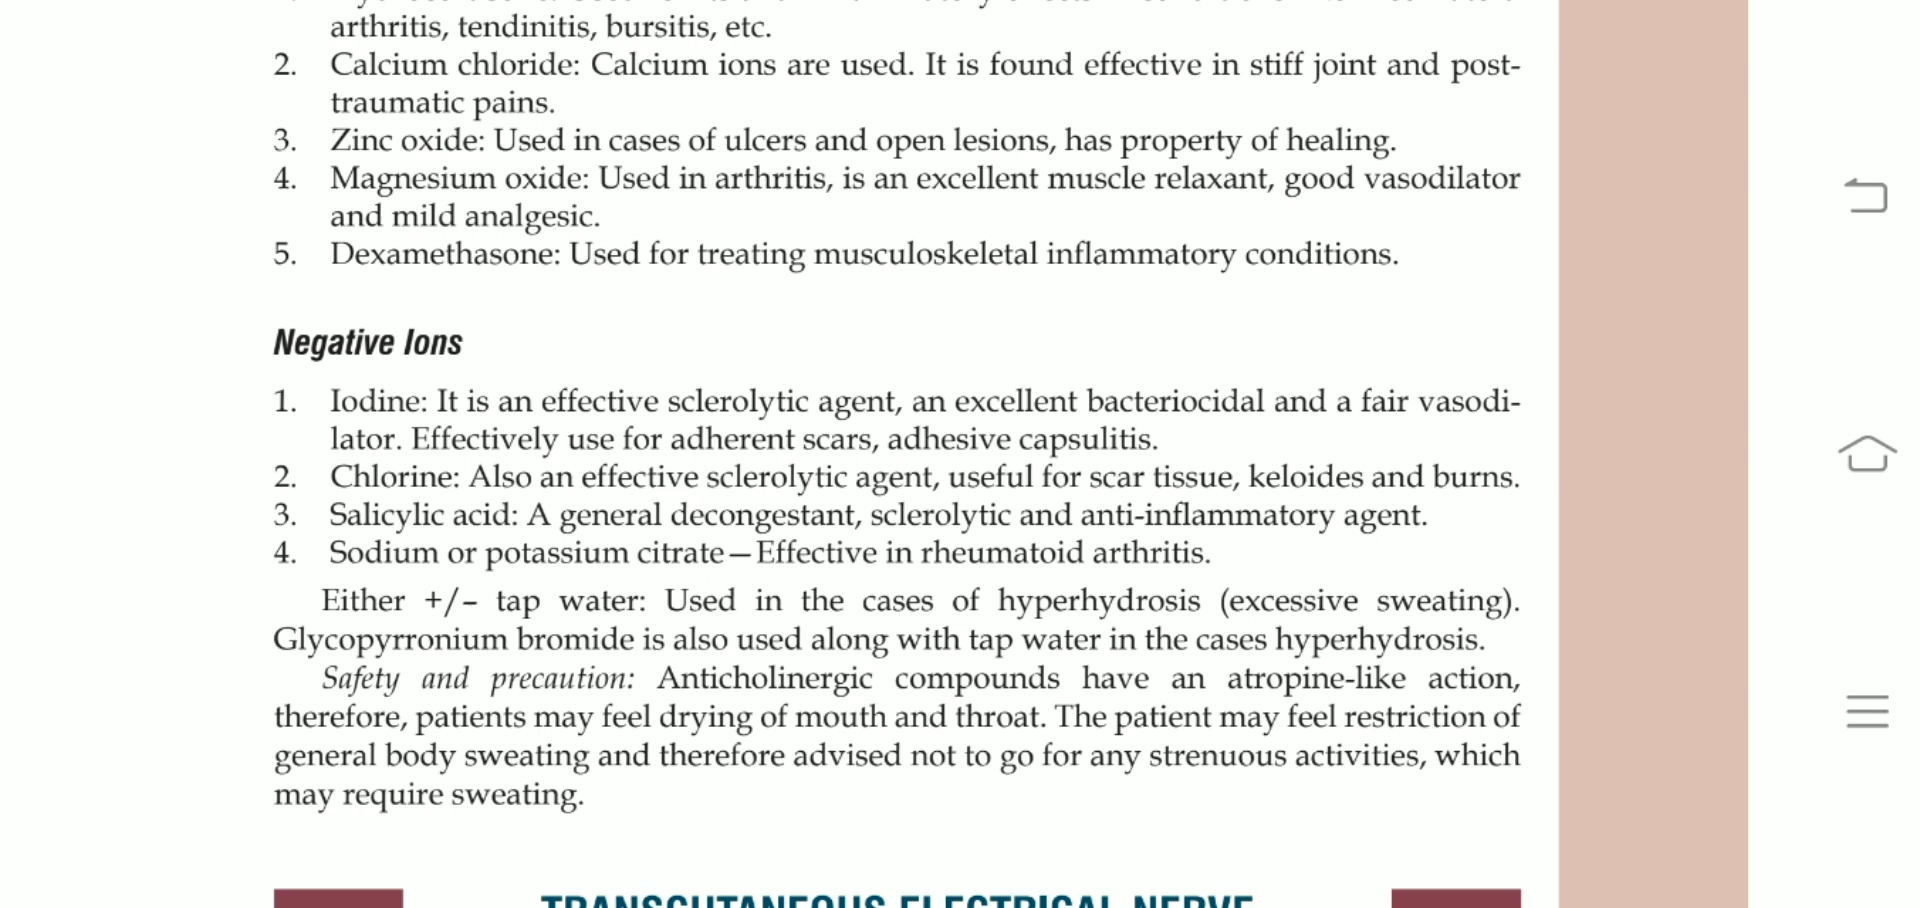 arthritis, tendinitis, bursitis, etc.
2. Calcium chloride: Calcium ions are used. It is found effective in stiff joint and post-
traumatic pains.
3. Zinc oxide: Used in cases of ulcers and open lesions, has property of healing.
4. Magnesium oxide: Used in arthritis, is an excellent muscle relaxant, good vasodilator
and mild analgesic.
5. Dexamethasone: Used for treating musculoskeletal inflammatory conditions.
Negative Ions
1. Iodine: It is an effective sclerolytic agent, an excellent bacteriocidal and a fair vasodi-
lator. Effectively use for adherent scars, adhesive capsulitis.
2. Chlorine: Also an effective sclerolytic agent, useful for scar tissue, keloides and burns.
3. Salicylic acid: A general decongestant, sclerolytic and anti-inflammatory agent.
4. Sodium or potassium citrate—Effective in rheumatoid arthritis.
Either +/– tap water: Used in the cases of hyperhydrosis (excessive sweating).
Glycopyrronium bromide is also used along with tap water in the cases hyperhydrosis.
Safety and precaution: Anticholinergic compounds have an atropine-like action,
therefore, patients may feel drying of mouth and throat. The patient may feel restriction of
general body sweating and therefore advised not to go for any strenuous activities, which
may require sweating.
TRANSCUTANEOUS ELECTRICAL NERVE